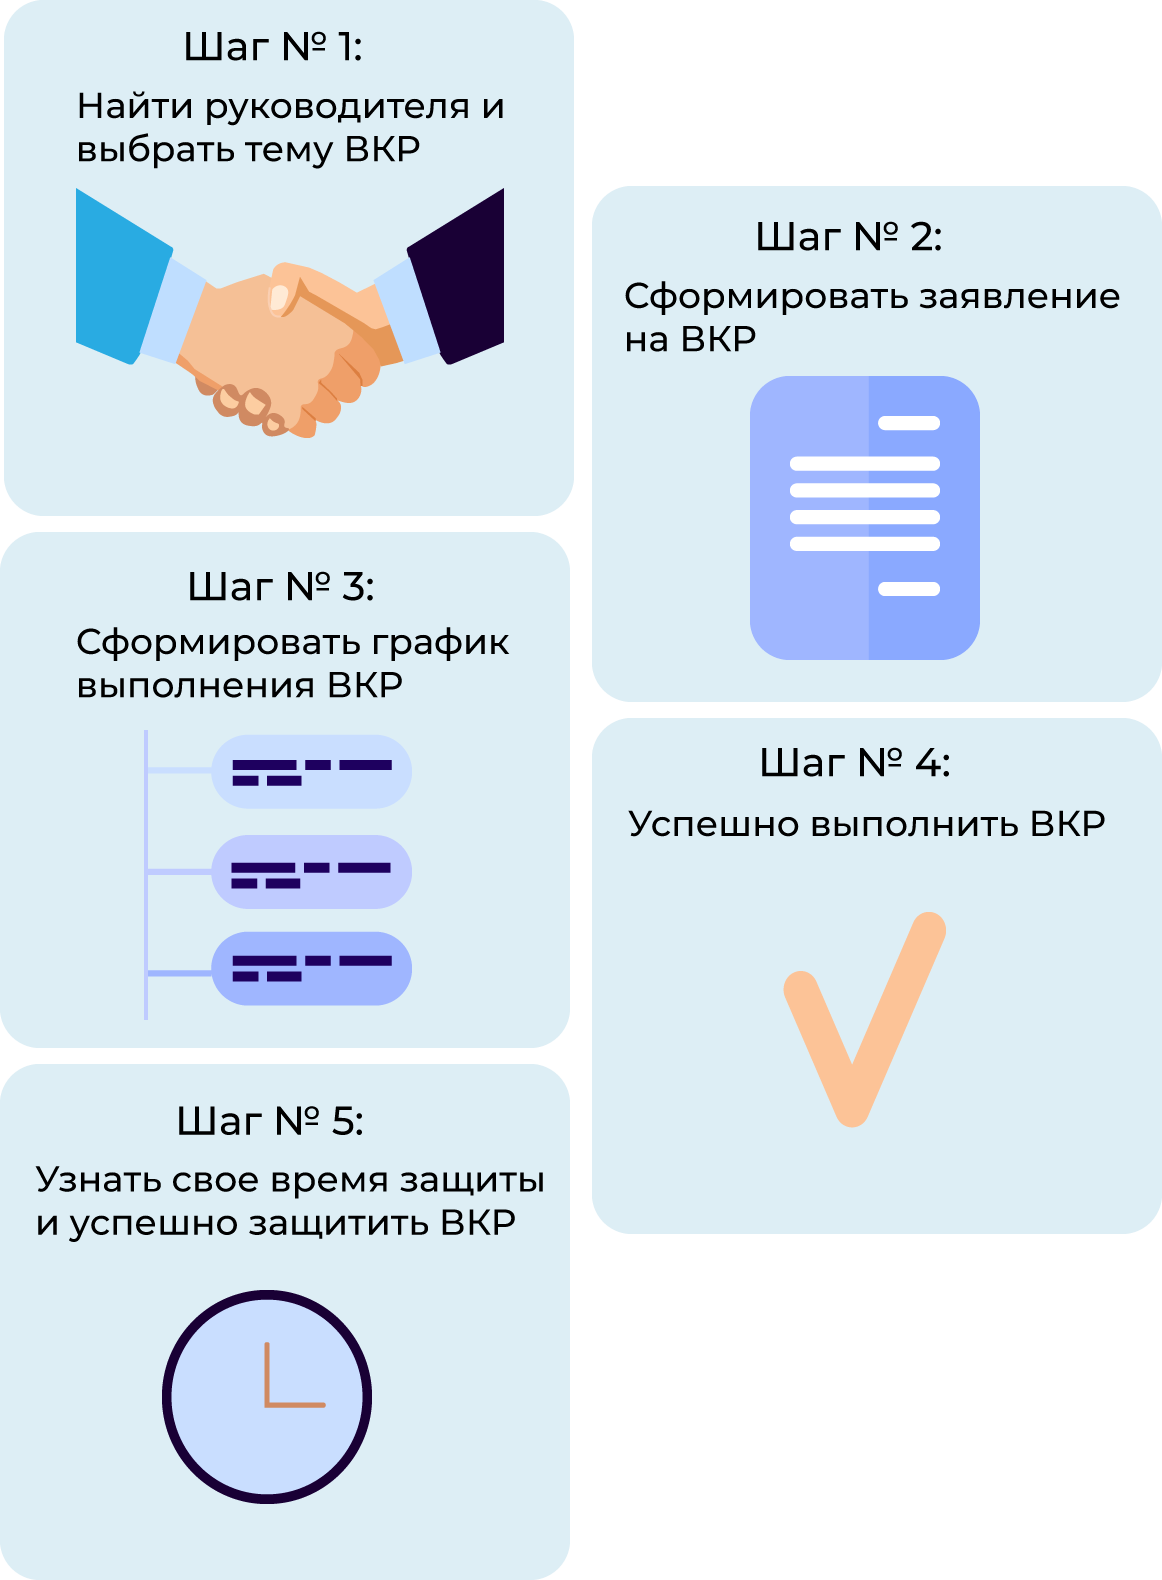 Шаг № 1:
Найти руководителя и
выбрать тему ВКР
Шаг № 2:
Сформировать заявление
на ВКР
Шаг № 3:
Сформировать график
выполнения ВКР
Шаг № 4:
Успешно выполнить ВКР
Шаг № 5:
Узнать свое время защиты
и успешно защитить ВКР